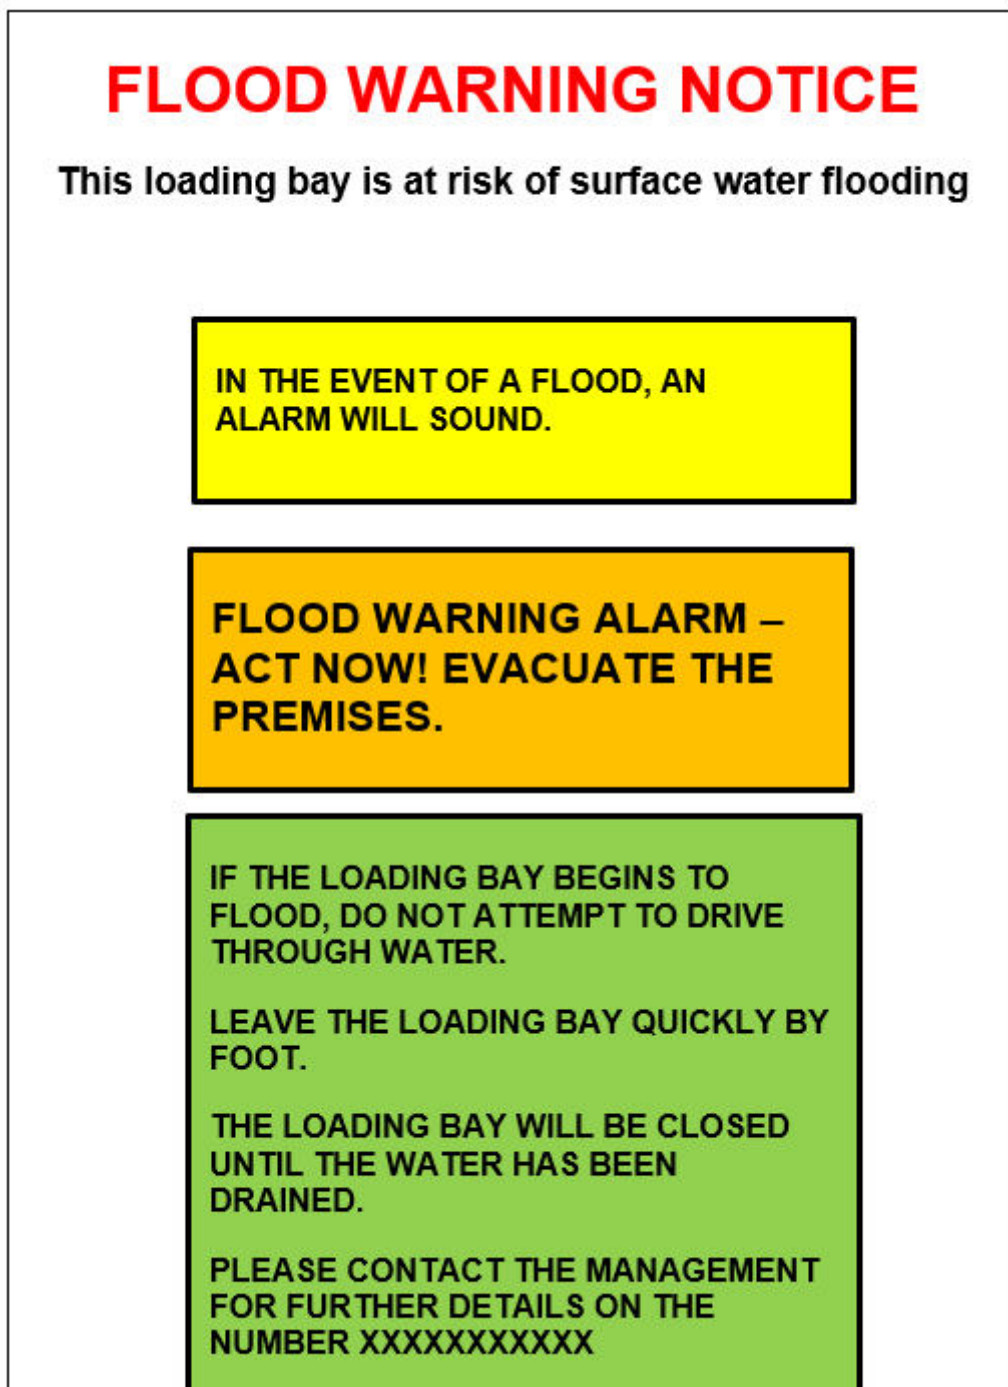 FLOOD WARNING NOTICE
This loading bay is at risk of surface water flooding
IN THE EVENT OF A FLOOD, AN
ALARM WILL SOUND.
FLOOD WARNING ALARM –
ACT NOW! EVACUATE THE
PREMISES.
IF THE LOADING BAY BEGINS TO
FLOOD, DO NOT ATTEMPT TO DRIVE
THROUGH WATER.
LEAVE THE LOADING BAY QUICKLY BY
FOOT.
THE LOADING BAY WILL BE CLOSED
UNTIL THE WATER HAS BEEN
DRAINED.
PLEASE CONTACT THE MANAGEMENT
FOR FURTHER DETAILS ON THE
NUMBER XXXXXXXXXXX